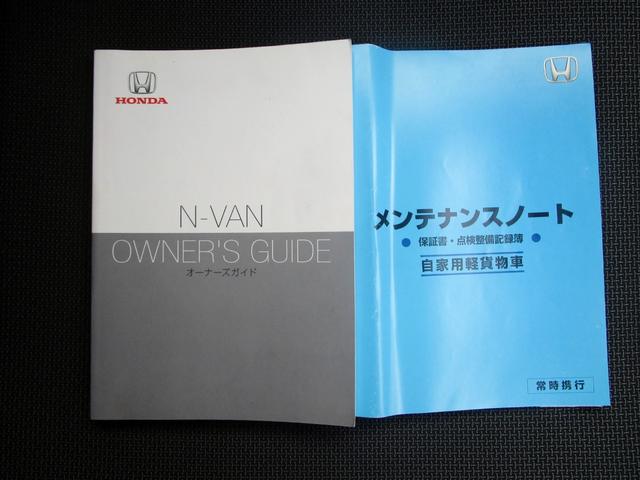 HONDA
N-VAN
OWNER'S GUIDE
オーナーズガイド
メンテナンスノート
保証書・点検整備記録簿
自家用軽貨物車
常時携行